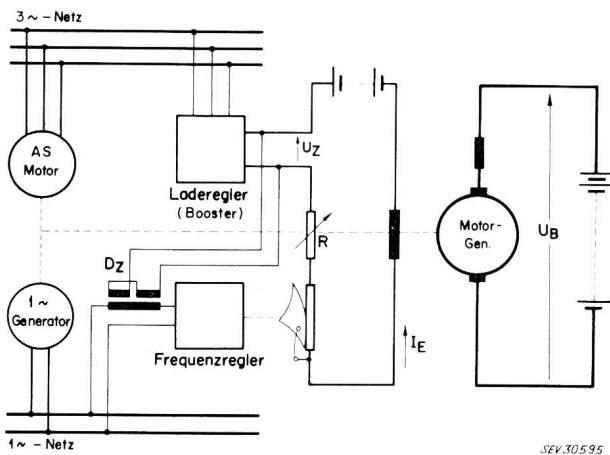 3 ~ - Netz
AS
Motor
Laderegler
(Booster)
U_Z
R
D_Z
1 ~
Generator
Frequenzregler
I_E
Motor-
Gen.
U_B
1 ~ - Netz
SEV30595